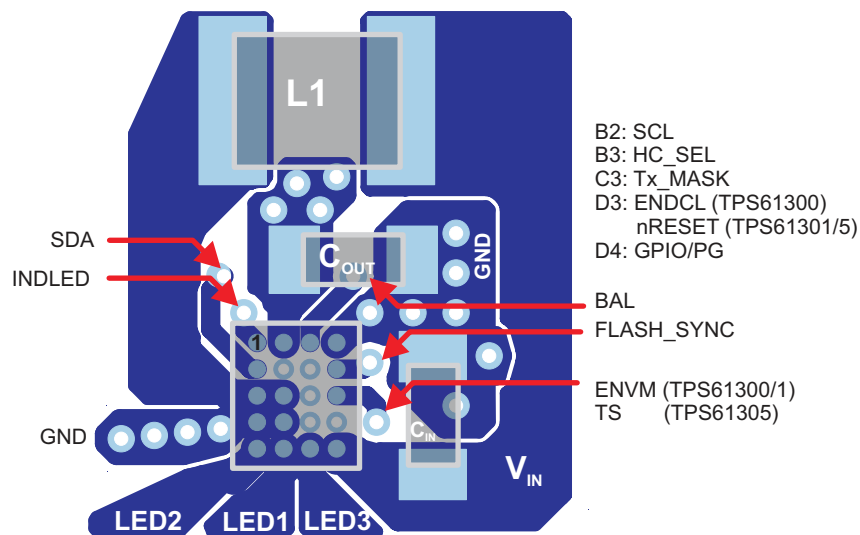 L1
B2: SCL
B3: HC_SEL
C3: Tx_MASK
D3: ENDCL (TPS61300)
nRESET (TPS61301/5)
D4: GPIO/PG
SDA
INDLED
COUT
GND
BAL
FLASH_SYNC
1
ENVM (TPS61300/1)
TS (TPS61305)
GND
CIN
VIN
LED2
LED1
LED3